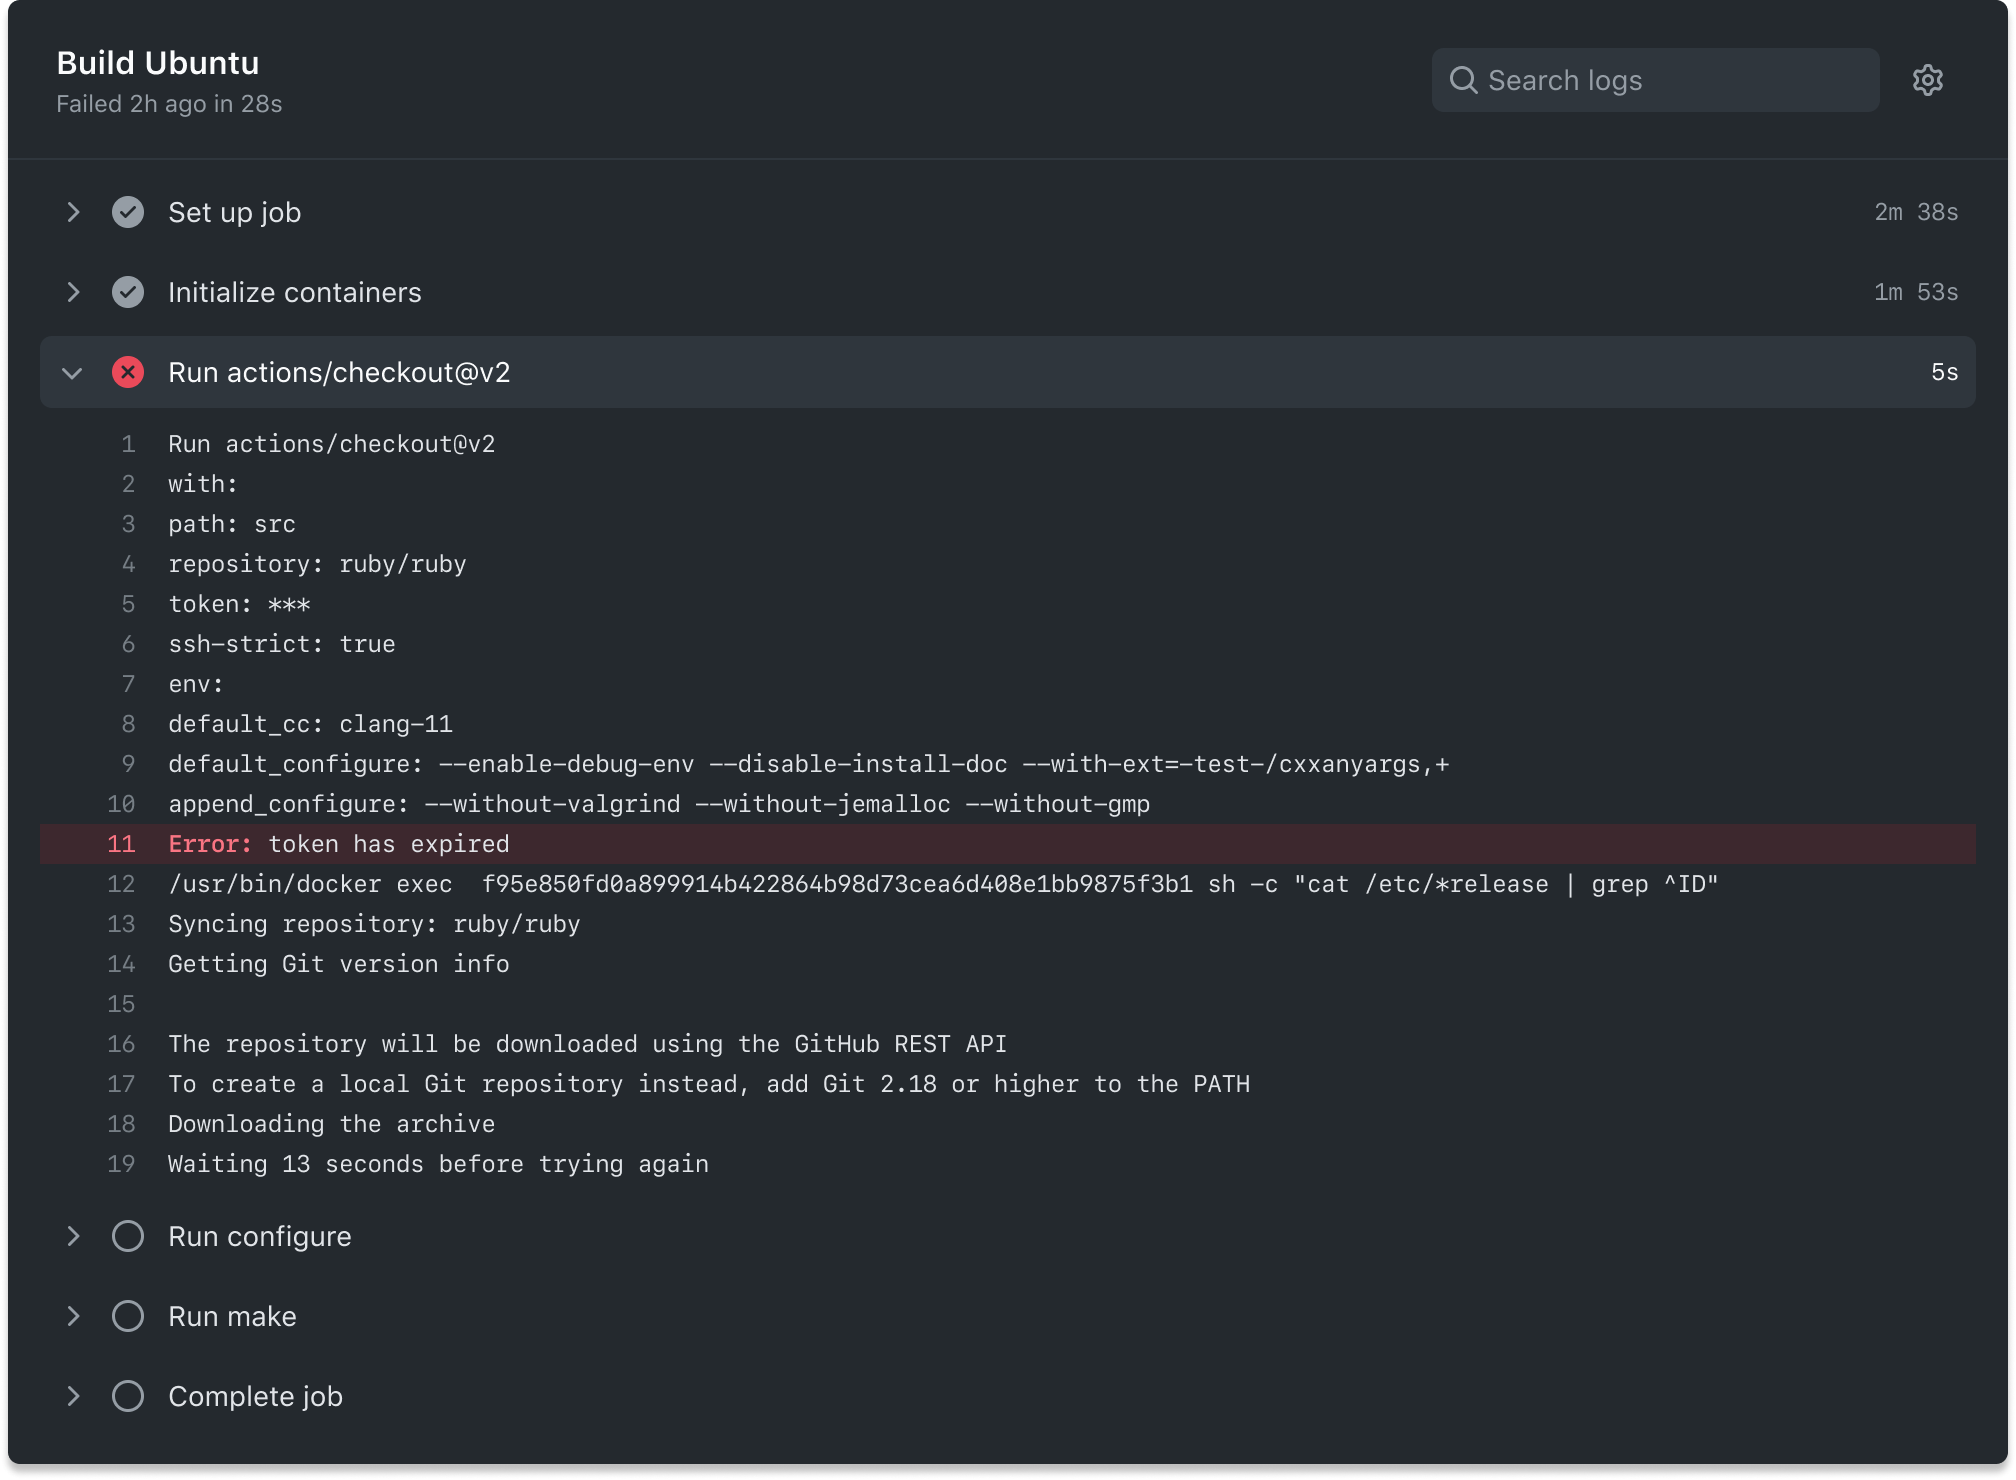 Build Ubuntu
Failed 2h ago in 28s
Search logs
Set up job 2m 38s
Initialize containers 1m 53s
Run actions/checkout@v2 5s
1 Run actions/checkout@v2
2 with:
3 path: src
4 repository: ruby/ruby
5 token: ***
6 ssh-strict: true
7 env:
8 default_cc: clang-11
9 default_configure: --enable-debug-env --disable-install-doc --with-ext=-test-/cxxanyargs,+
10 append_configure: --without-valgrind --without-jemalloc --without-gmp
11 Error: token has expired
12 /usr/bin/docker exec  f95e850fd0a899914b422864b98d73cea6d408e1bb9875f3b1 sh -c "cat /etc/*release | grep ^ID"
13 Syncing repository: ruby/ruby
14 Getting Git version info
15
16 The repository will be downloaded using the GitHub REST API
17 To create a local Git repository instead, add Git 2.18 or higher to the PATH
18 Downloading the archive
19 Waiting 13 seconds before trying again
Run configure
Run make
Complete job